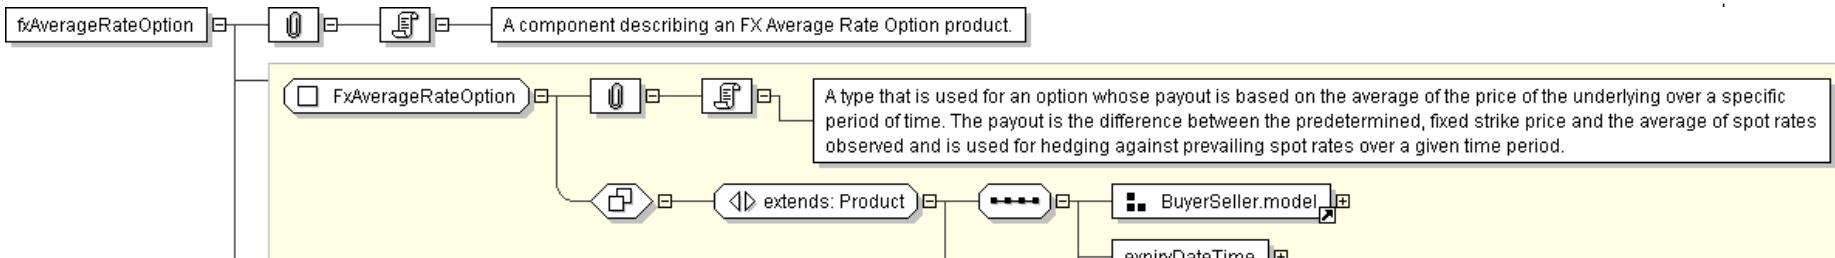 fxAverageRateOption
A component describing an FX Average Rate Option product.
FxAverageRateOption
A type that is used for an option whose payout is based on the average of the price of the underlying over a specific
period of time. The payout is the difference between the predetermined, fixed strike price and the average of spot rates
observed and is used for hedging against prevailing spot rates over a given time period.
extends: Product
BuyerSeller.model
expiryDateTime